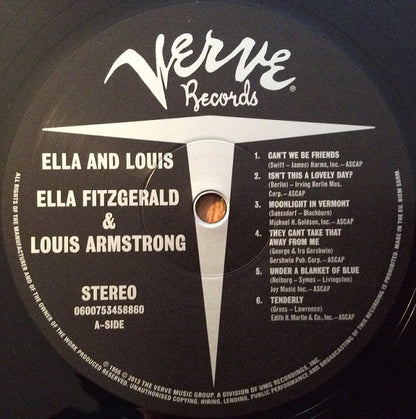 Verve
Records®
ELLA AND LOUIS
ELLA FITZGERALD
&
LOUIS ARMSTRONG
STEREO
0600753458860
A-SIDE
1. CAN'T WE BE FRIENDS
(Swift – James) Harms, Inc. – ASCAP
2. ISN'T THIS A LOVELY DAY?
(Berlin) – Irving Berlin Mus.
Corp. – ASCAP
3. MOONLIGHT IN VERMONT
(Suessdorf – Blackburn)
Michael H. Goldsen, Inc. – ASCAP
4. THEY CANT TAKE THAT
AWAY FROM ME
(George & Ira Gershwin)
Gershwin Pub. Corp. – ASCAP
5. UNDER A BLANKET OF BLUE
(Neiburg – Symes – Livingston)
Joy Music Inc. – ASCAP
6. TENDERLY
(Gross – Lawrence)
Edith H. Martin & Co., Inc. – ASCAP
ALL RIGHTS OF THE MANUFACTURER AND OF THE OWNER OF THE WORK PRODUCED RESERVED. UNAUTHORISED COPYING, HIRING, LENDING, PUBLIC PERFORMANCE, AND BROADCASTING OF THIS RECORDING IS PROHIBITED. MADE IN THE EU. BIEM SDRM.
℗ 1956 © 2013 THE VERVE MUSIC GROUP, A DIVISION OF UMG RECORDINGS, INC.